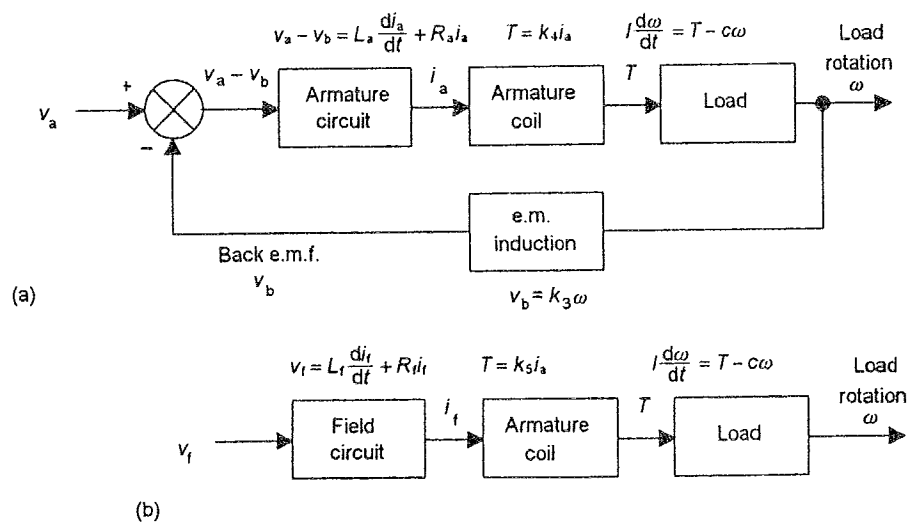 v_a − v_b = L_a di_a/dt + R_a i_a
T = k_4 i_a
I dω/dt = T − cω
Load
rotation
ω
+
v_a
−
v_a − v_b
Armature
circuit
i_a
Armature
coil
T
Load
e.m.
induction
Back e.m.f.
v_b
v_b = k_3 ω
(a)
v_f = L_f di_f/dt + R_f i_f
T = k_5 i_a
I dω/dt = T − cω
Load
rotation
ω
v_f
Field
circuit
i_f
Armature
coil
T
Load
(b)